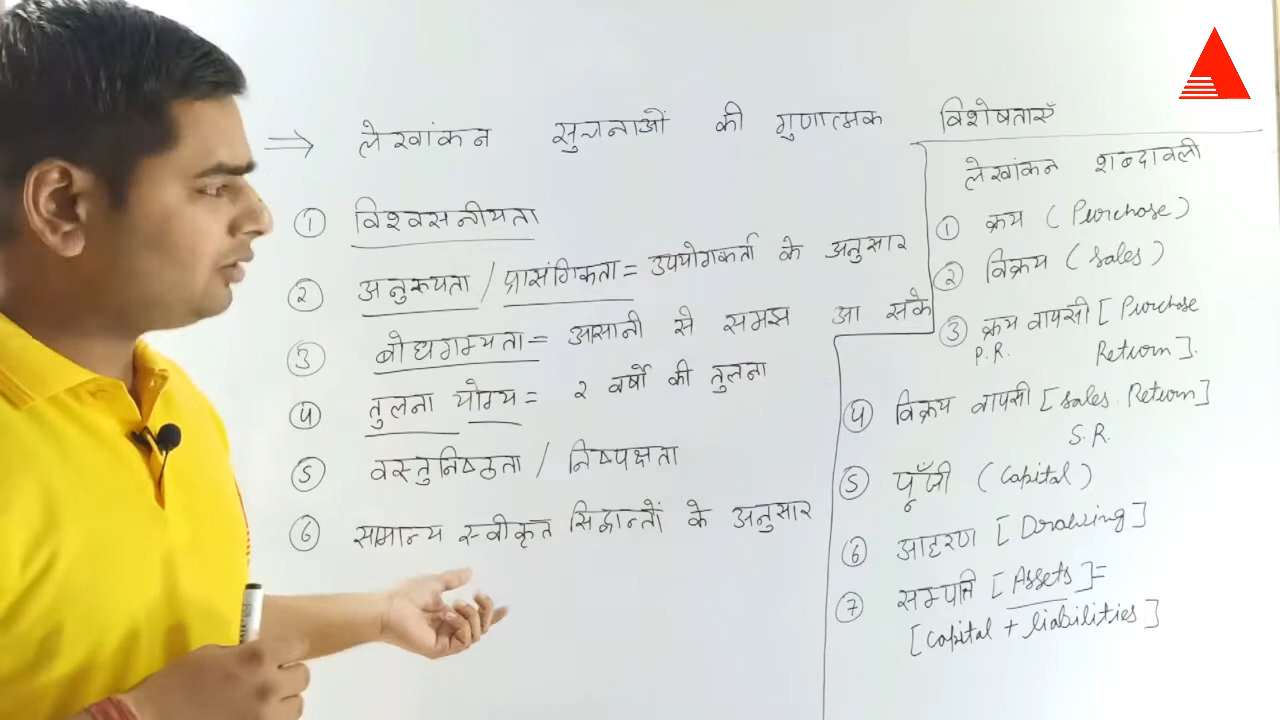 ⇒ लेखांकन सुचनाओं की गुणात्मक विशेषताएँ
① विश्वसनीयता
② अनुरूपता / प्रासंगिकता = उपयोगकर्ता के अनुसार
③ बोधगम्यता = आसानी से समझ आ सके
④ तुलना योग्य = २ वर्षो की तुलना
⑤ वस्तुनिष्ठता / निष्पक्षता
⑥ सामान्य स्वीकृत सिद्धान्तों के अनुसार
लेखांकन शब्दावली
① क्रय ( Purchase )
② विक्रय ( Sales )
③ क्रय वापसी [ Purchase
P.R. Return ].
④ विक्रय वापसी [ Sales. Return ]
S.R.
⑤ पूँजी ( Capital )
⑥ आहरण [ Drawing ]
⑦ सम्पति [ Assets ] =
[ Capital + liabilities ]